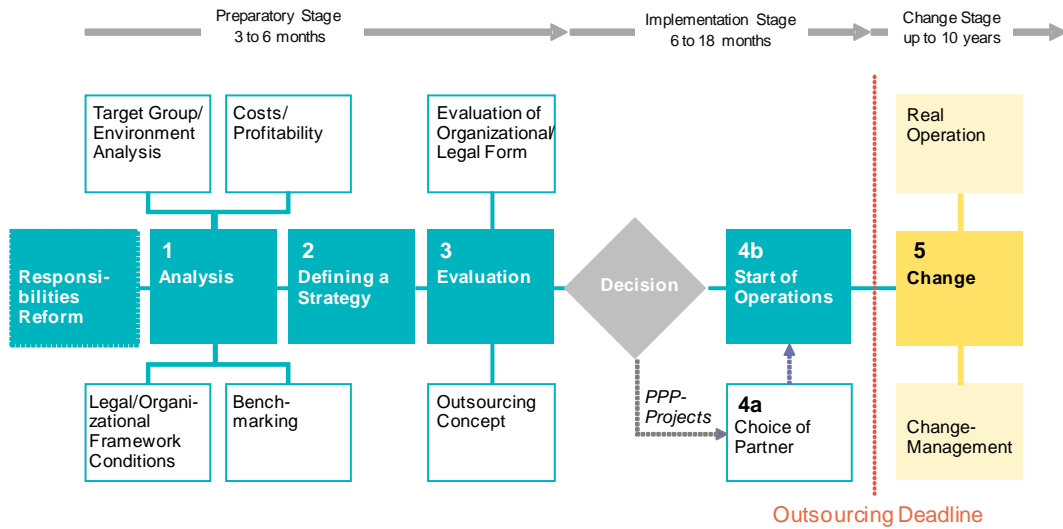 Preparatory Stage
3 to 6 months
Implementation Stage
6 to 18 months
Change Stage
up to 10 years
Target Group/
Environment
Analysis
Costs/
Profitability
Evaluation of
Organizational/
Legal Form
Real
Operation
Responsi-
bilities
Reform
1
Analysis
2
Defining a
Strategy
3
Evaluation
Decision
4b
Start of
Operations
5
Change
Legal/Organi-
zational
Framework
Conditions
Bench-
marking
Outsourcing
Concept
PPP-
Projects
4a
Choice of
Partner
Change-
Management
Outsourcing Deadline